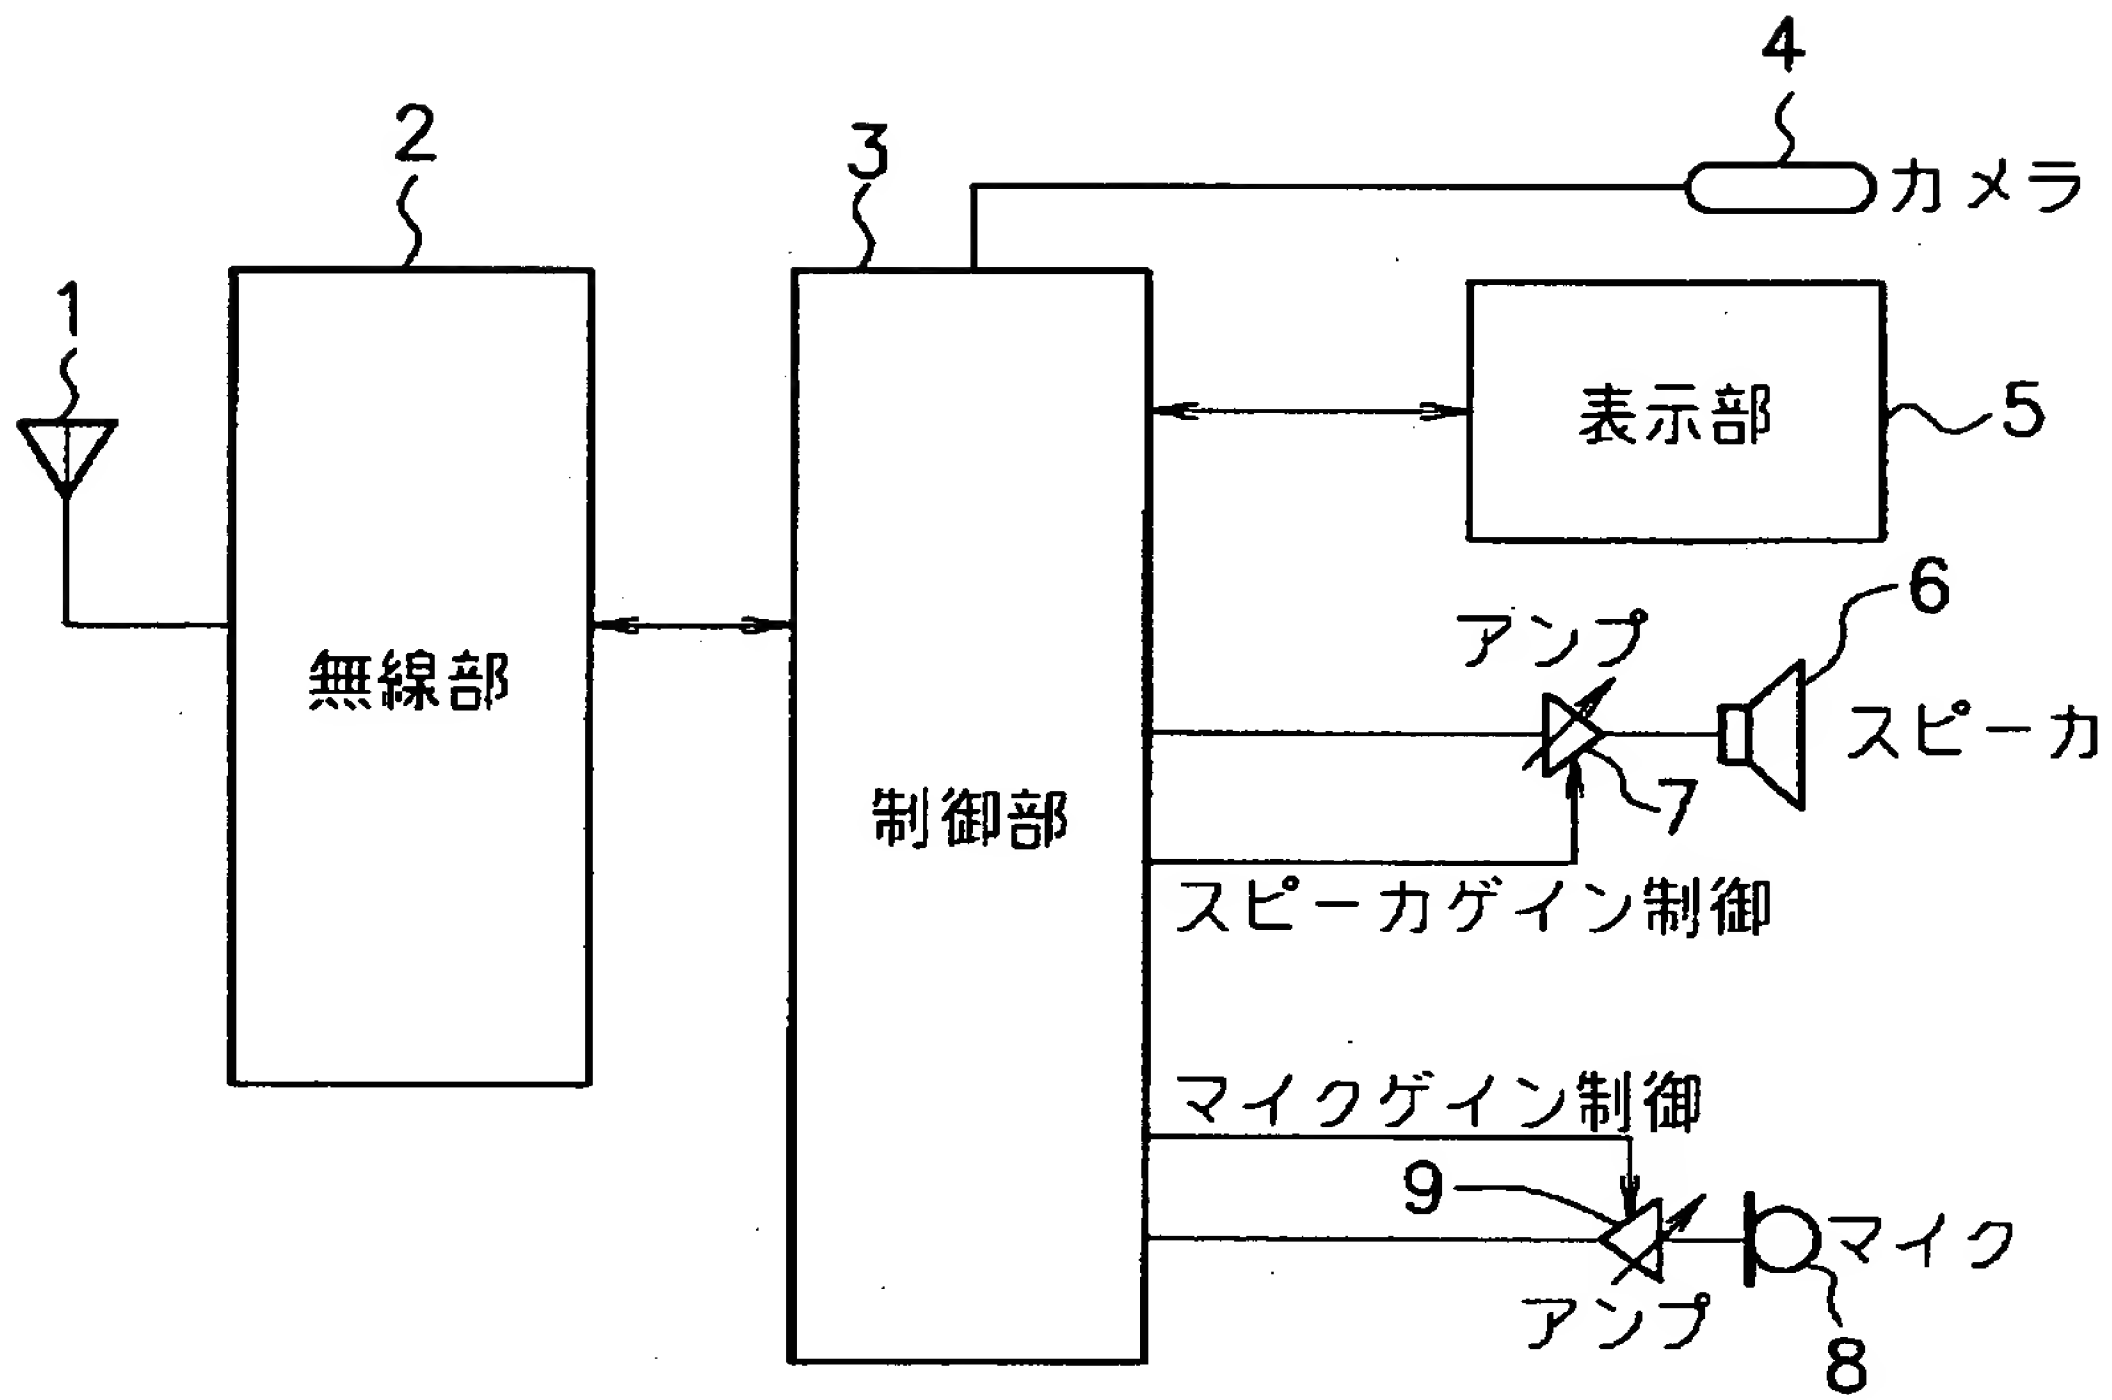 4
カメラ
2
3
1
表示部
5
6
アンプ
スピーカ
無線部
7
制御部
スピーカゲイン制御
マイクゲイン制御
9
マイク
アンプ
8